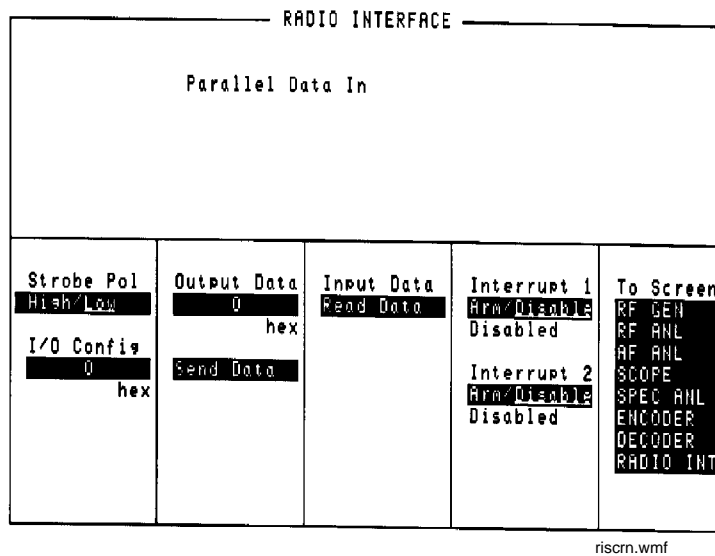 RADIO INTERFACE
Parallel Data In
Strobe Pol
High/Low
I/O Config
0
hex
Output Data
0
hex
Send Data
Input Data
Read Data
Interrupt 1
Arm/Disable
Disabled
Interrupt 2
Arm/Disable
Disabled
To Screen
RF GEN
RF ANL
AF ANL
SCOPE
SPEC ANL
ENCODER
DECODER
RADIO INT
riscrn.wmf